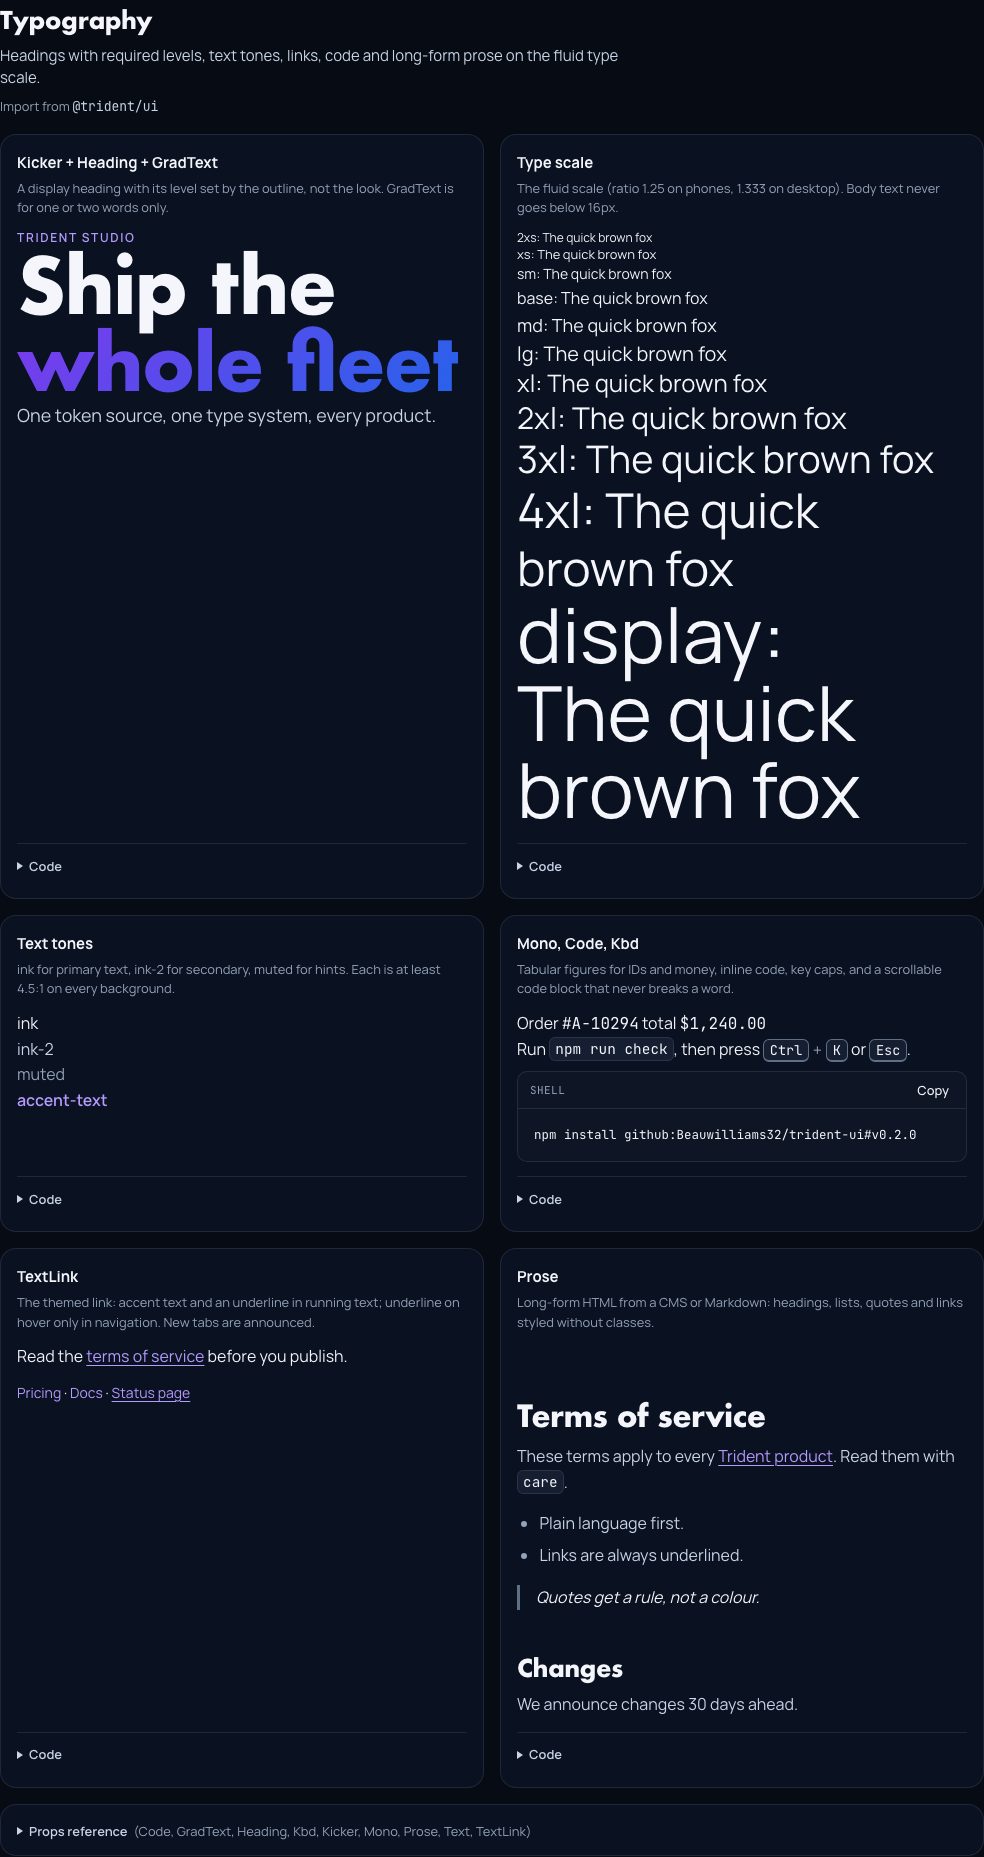 Typography
Headings with required levels, text tones, links, code and long-form prose on the fluid type
scale.
Import from @trident/ui
Kicker + Heading + GradText
A display heading with its level set by the outline, not the look. GradText is
for one or two words only.
TRIDENT STUDIO
Ship the
whole fleet
One token source, one type system, every product.
Code
Type scale
The fluid scale (ratio 1.25 on phones, 1.333 on desktop). Body text never
goes below 16px.
2xs: The quick brown fox
xs: The quick brown fox
sm: The quick brown fox
base: The quick brown fox
md: The quick brown fox
lg: The quick brown fox
xl: The quick brown fox
2xl: The quick brown fox
3xl: The quick brown fox
4xl: The quick
brown fox
display:
The quick
brown fox
Code
Text tones
ink for primary text, ink-2 for secondary, muted for hints. Each is at least
4.5:1 on every background.
ink
ink-2
muted
accent-text
Code
Mono, Code, Kbd
Tabular figures for IDs and money, inline code, key caps, and a scrollable
code block that never breaks a word.
Order #A-10294 total $1,240.00
Run npm run check, then press Ctrl + K or Esc.
SHELL Copy
npm install github:Beauwilliams32/trident-ui#v0.2.0
Code
TextLink
The themed link: accent text and an underline in running text; underline on
hover only in navigation. New tabs are announced.
Read the terms of service before you publish.
Pricing · Docs · Status page
Code
Prose
Long-form HTML from a CMS or Markdown: headings, lists, quotes and links
styled without classes.
Terms of service
These terms apply to every Trident product. Read them with
care.
• Plain language first.
• Links are always underlined.
Quotes get a rule, not a colour.
Changes
We announce changes 30 days ahead.
Code
Props reference (Code, GradText, Heading, Kbd, Kicker, Mono, Prose, Text, TextLink)